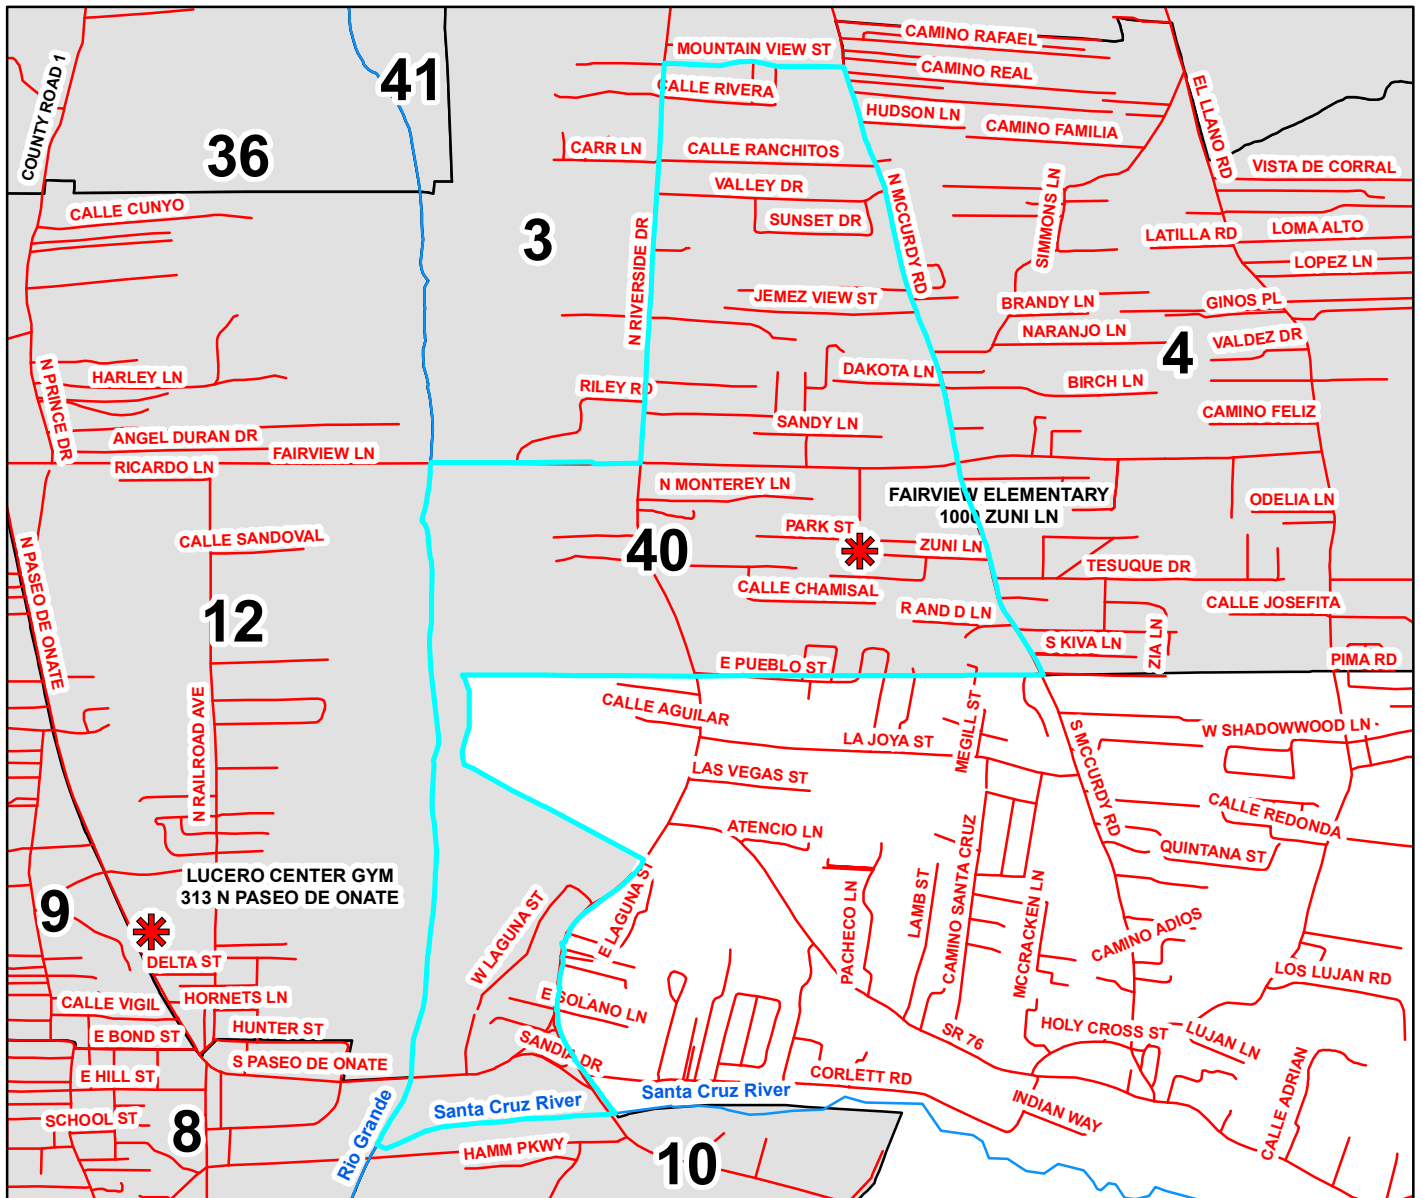 MOUNTAIN VIEW ST
CAMINO RAFAEL
CAMINO REAL
41
CALLE RIVERA
EL LLANO RD
COUNTY ROAD 1
HUDSON LN
CAMINO FAMILIA
36
CARR LN
CALLE RANCHITOS
VISTA DE CORRAL
VALLEY DR
CALLE CUNYO
SUNSET DR
SIMMONS LN
N MCCURDY RD
3
LATILLA RD
LOMA ALTO
LOPEZ LN
N RIVERSIDE DR
JEMEZ VIEW ST
BRANDY LN
GINOS PL
NARANJO LN
VALDEZ DR
4
HARLEY LN
RILEY RD
DAKOTA LN
BIRCH LN
N PRINCE DR
CAMINO FELIZ
SANDY LN
ANGEL DURAN DR
FAIRVIEW LN
RICARDO LN
N MONTEREY LN
FAIRVIEW ELEMENTARY
1000 ZUNI LN
ODELIA LN
PARK ST
CALLE SANDOVAL
40
ZUNI LN
TESUQUE DR
N PASEO DE ONATE
CALLE CHAMISAL
R AND D LN
CALLE JOSEFITA
12
S KIVA LN
ZIA LN
E PUEBLO ST
PIMA RD
CALLE AGUILAR
MEGILL ST
W SHADOWWOOD LN
LA JOYA ST
N RAILROAD AVE
LAS VEGAS ST
S MCCURDY RD
CALLE REDONDA
ATENCIO LN
QUINTANA ST
LUCERO CENTER GYM
313 N PASEO DE ONATE
9
W LAGUNA ST
E LAGUNA ST
PACHECO LN
LAMB ST
CAMINO SANTA CRUZ
MCCRACKEN LN
CAMINO ADIOS
DELTA ST
LOS LUJAN RD
CALLE VIGIL
HORNETS LN
E SOLANO LN
E BOND ST
HUNTER ST
SANDIA DR
SR 76
HOLY CROSS ST
LUJAN LN
S PASEO DE ONATE
E HILL ST
CORLETT RD
Santa Cruz River
Santa Cruz River
INDIAN WAY
CALLE ADRIAN
SCHOOL ST
8
Rio Grande
HAMM PKWY
10